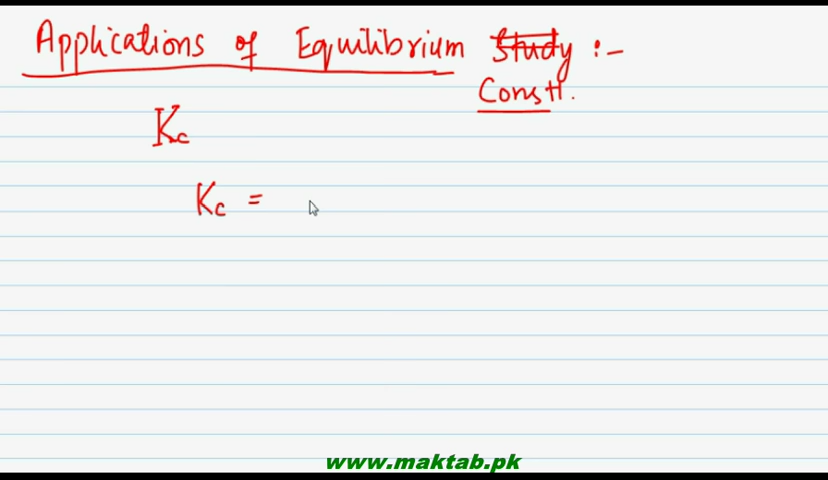 Applications of Equilibrium Study :-
Constt.
Kc
Kc =
www.maktab.pk